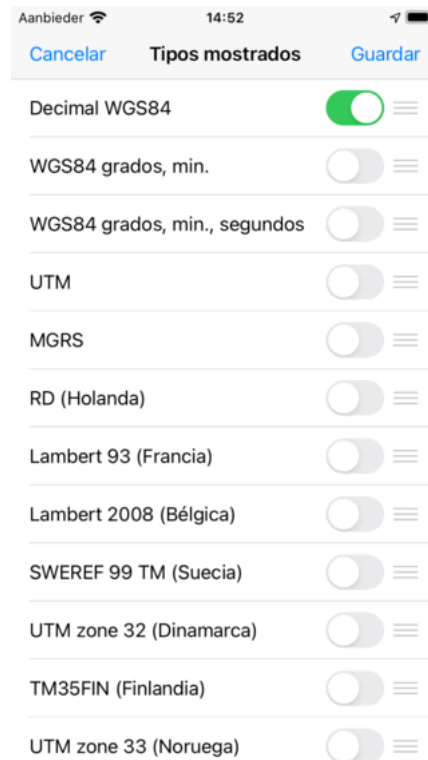 Aanbieder 14:52
Cancelar Tipos mostrados Guardar
Decimal WGS84
WGS84 grados, min.
WGS84 grados, min., segundos
UTM
MGRS
RD (Holanda)
Lambert 93 (Francia)
Lambert 2008 (Bélgica)
SWEREF 99 TM (Suecia)
UTM zone 32 (Dinamarca)
TM35FIN (Finlandia)
UTM zone 33 (Noruega)